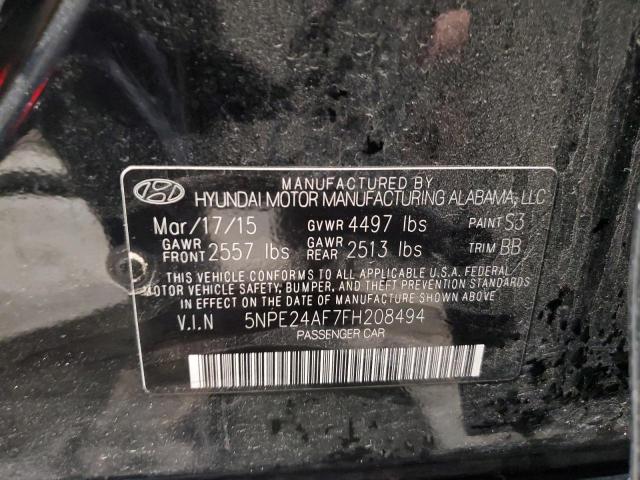 MANUFACTURED BY
HYUNDAI MOTOR MANUFACTURING ALABAMA, LLC
Mar/17/15 GVWR 4497 lbs PAINT S3
GAWR FRONT 2557 lbs GAWR REAR 2513 lbs TRIM BB
THIS VEHICLE CONFORMS TO ALL APPLICABLE U.S.A. FEDERAL
MOTOR VEHICLE SAFETY, BUMPER, AND THEFT PREVENTION STANDARDS
IN EFFECT ON THE DATE OF MANUFACTURE SHOWN ABOVE
V.I.N 5NPE24AF7FH208494
PASSENGER CAR